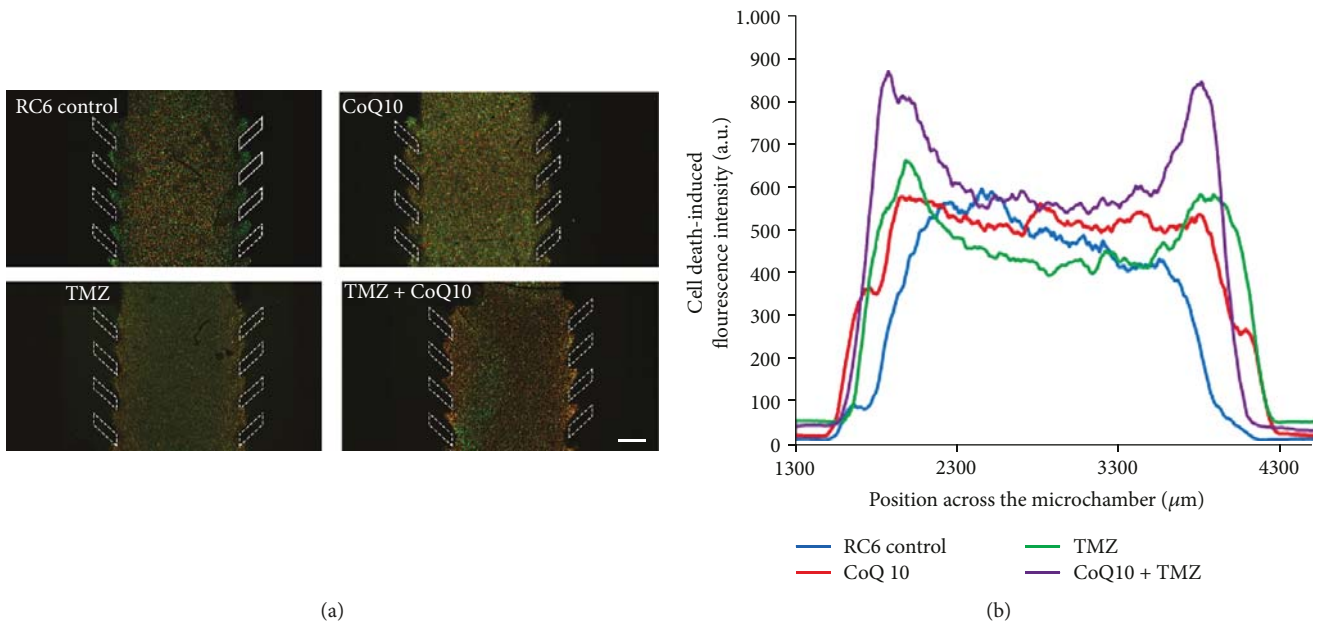 RC6 control
CoQ10
TMZ
TMZ + CoQ10
(a)
Cell death-induced
flourescence intensity (a.u.)
1.000
900
800
700
600
500
400
300
200
100
0
1300
2300
3300
4300
Position across the microchamber (μm)
RC6 control
TMZ
CoQ 10
CoQ10 + TMZ
(b)